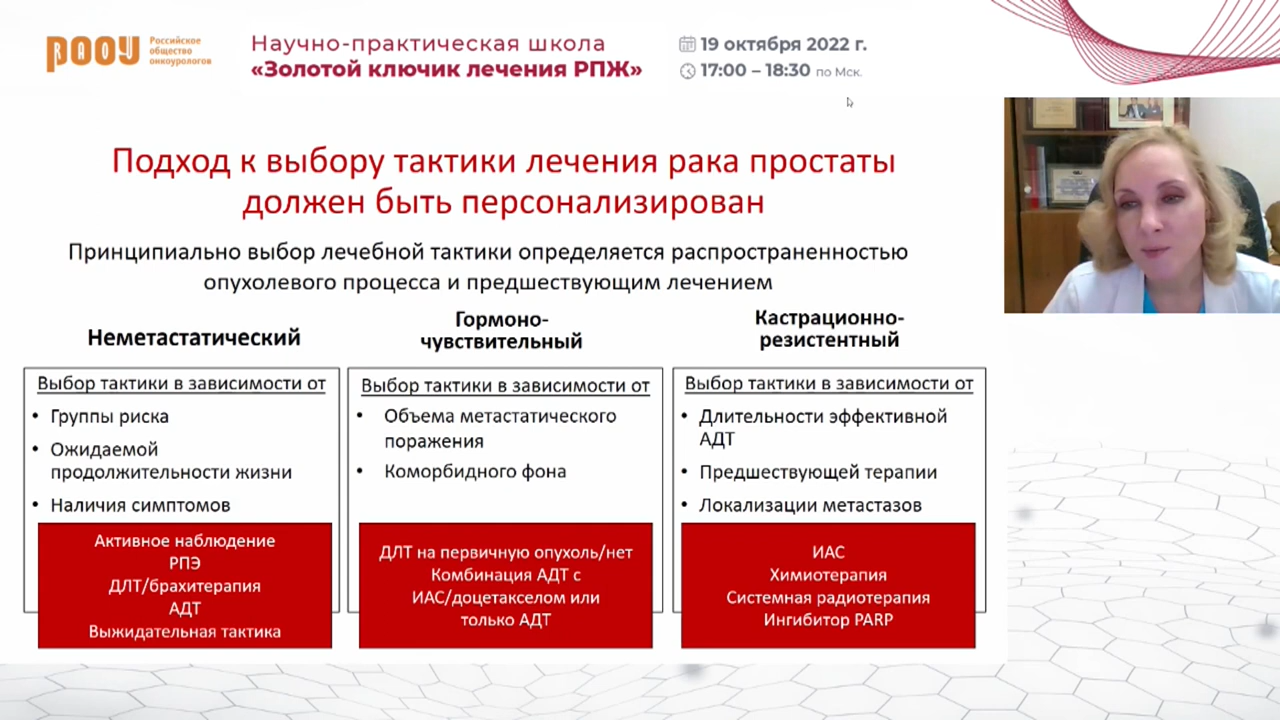 РООУ
Российское
общество
онкоурологов
Научно-практическая школа
«Золотой ключик лечения РПЖ»
19 октября 2022 г.
17:00 – 18:30 по Мск.
Подход к выбору тактики лечения рака простаты
должен быть персонализирован
Принципиально выбор лечебной тактики определяется распространенностью
опухолевого процесса и предшествующим лечением
Неметастатический
Выбор тактики в зависимости от
• Группы риска
• Ожидаемой
продолжительности жизни
• Наличия симптомов
Активное наблюдение
РПЭ
ДЛТ/брахитерапия
АДТ
Выжидательная тактика
Гормоно-
чувствительный
Выбор тактики в зависимости от
• Объема метастатического
поражения
• Коморбидного фона
ДЛТ на первичную опухоль/нет
Комбинация АДТ с
ИАС/доцетакселом или
только АДТ
Кастрационно-
резистентный
Выбор тактики в зависимости от
• Длительности эффективной
АДТ
• Предшествующей терапии
• Локализации метастазов
ИАС
Химиотерапия
Системная радиотерапия
Ингибитор PARP